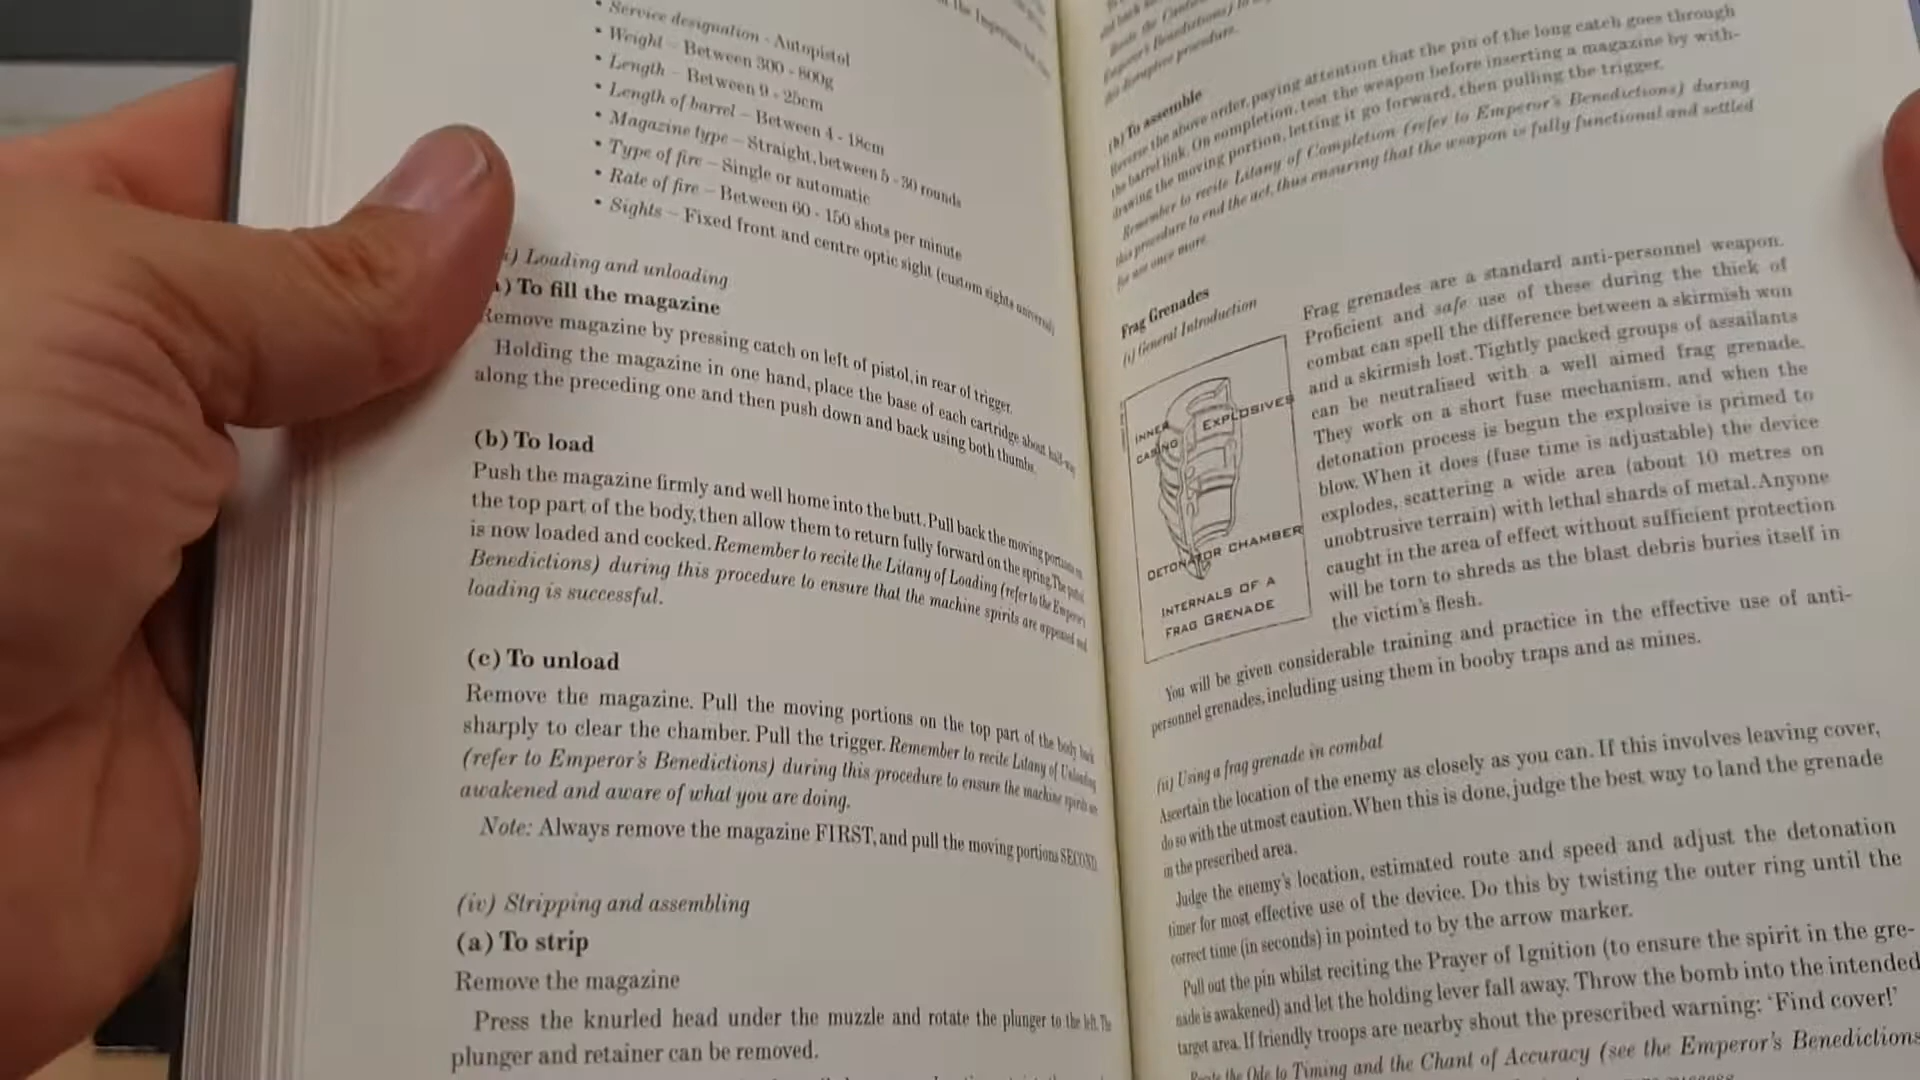 • Service designation - Autopistol
• Weight – Between 300 - 800g
• Length – Between 9 - 25cm
• Length of barrel – Between 4 - 18cm
• Magazine type – Straight, between 5 - 30 rounds
• Type of fire – Single or automatic
• Rate of fire – Between 60 - 150 shots per minute
• Sights – Fixed front and centre optic sight (custom sights universal)
) Loading and unloading
) To fill the magazine
Remove magazine by pressing catch on left of pistol, in rear of trigger.
Holding the magazine in one hand, place the base of each cartridge about half-way
along the preceding one and then push down and back using both thumbs.
(b) To load
Push the magazine firmly and well home into the butt. Pull back the moving portions on
the top part of the body, then allow them to return fully forward on the spring. The pistol
is now loaded and cocked. Remember to recite the Litany of Loading (refer to the Emperor's
Benedictions) during this procedure to ensure that the machine spirits are appeased and
loading is successful.
(c) To unload
Remove the magazine. Pull the moving portions on the top part of the body back
sharply to clear the chamber. Pull the trigger. Remember to recite Litany of Unloading
(refer to Emperor's Benedictions) during this procedure to ensure the machine spirits are
awakened and aware of what you are doing.
Note: Always remove the magazine FIRST, and pull the moving portions SECOND.
(iv) Stripping and assembling
(a) To strip
Remove the magazine
Press the knurled head under the muzzle and rotate the plunger to the left. The
plunger and retainer can be removed.
Emperor's Benedictions) to
this disruptive procedure.
(b) To assemble
Reverse the above order, paying attention that the pin of the long catch goes through
the barrel link. On completion, test the weapon before inserting a magazine by with-
drawing the moving portion, letting it go forward, then pulling the trigger.
Remember to recite Litany of Completion (refer to Emperor's Benedictions) during
this procedure to end the act, thus ensuring that the weapon is fully functional and settled
for use once more.
Frag Grenades
(i) General Introduction
INNER
CASING
EXPLOSIVES
DETONATOR CHAMBER
INTERNALS OF A
FRAG GRENADE
Frag grenades are a standard anti-personnel weapon.
Proficient and safe use of these during the thick of
combat can spell the difference between a skirmish won
and a skirmish lost. Tightly packed groups of assailants
can be neutralised with a well aimed frag grenade.
They work on a short fuse mechanism, and when the
detonation process is begun the explosive is primed to
blow. When it does (fuse time is adjustable) the device
explodes, scattering a wide area (about 10 metres on
unobtrusive terrain) with lethal shards of metal. Anyone
caught in the area of effect without sufficient protection
will be torn to shreds as the blast debris buries itself in
the victim's flesh.
You will be given considerable training and practice in the effective use of anti-
personnel grenades, including using them in booby traps and as mines.
(ii) Using a frag grenade in combat
Ascertain the location of the enemy as closely as you can. If this involves leaving cover,
do so with the utmost caution. When this is done, judge the best way to land the grenade
in the prescribed area.
Judge the enemy's location, estimated route and speed and adjust the detonation
timer for most effective use of the device. Do this by twisting the outer ring until the
correct time (in seconds) in pointed to by the arrow marker.
Pull out the pin whilst reciting the Prayer of Ignition (to ensure the spirit in the gre-
nade is awakened) and let the holding lever fall away. Throw the bomb into the intended
target area. If friendly troops are nearby shout the prescribed warning: 'Find cover!'
Recite the Ode to Timing and the Chant of Accuracy (see the Emperor's Benedictions